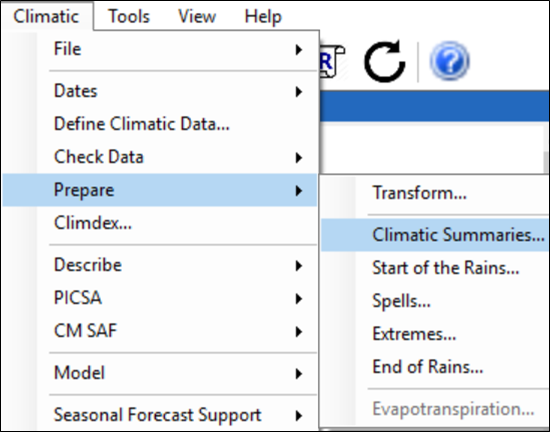 Climatic Tools View Help
File
R
Dates
Define Climatic Data...
Check Data
Prepare
Transform...
Climdex...
Climatic Summaries...
Describe
Start of the Rains...
PICSA
Spells...
CM SAF
Extremes...
Model
End of Rains...
Seasonal Forecast Support
Evapotranspiration...